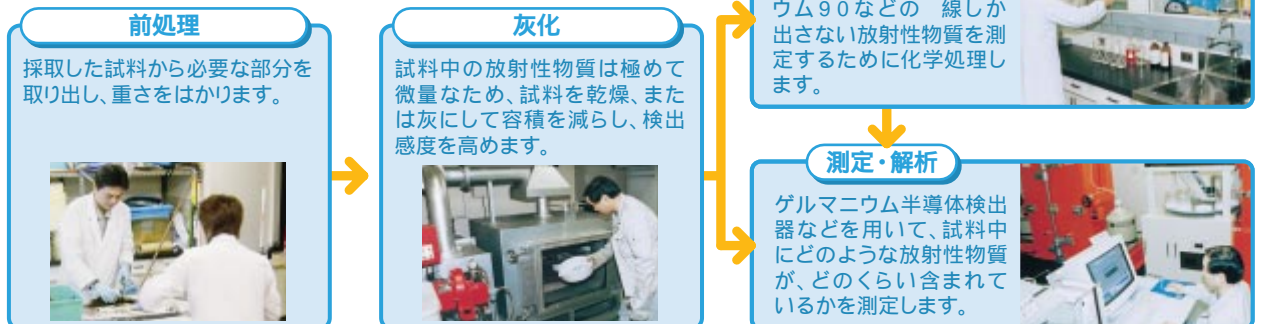 前処理
採取した試料から必要な部分を
取り出し、重さをはかります。
灰化
試料中の放射性物質は極めて
微量なため、試料を乾燥、また
は灰にして容積を減らし、検出
感度を高めます。
ウム90などの　線しか
出さない放射性物質を測
定するために化学処理し
ます。
測定・解析
ゲルマニウム半導体検出
器などを用いて、試料中
にどのような放射性物質
が、どのくらい含まれて
いるかを測定します。